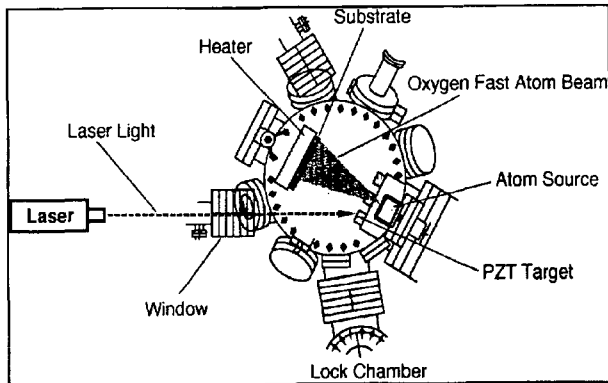 Substrate
Heater
Oxygen Fast Atom Beam
Laser Light
Atom Source
Laser
PZT Target
Window
Lock Chamber